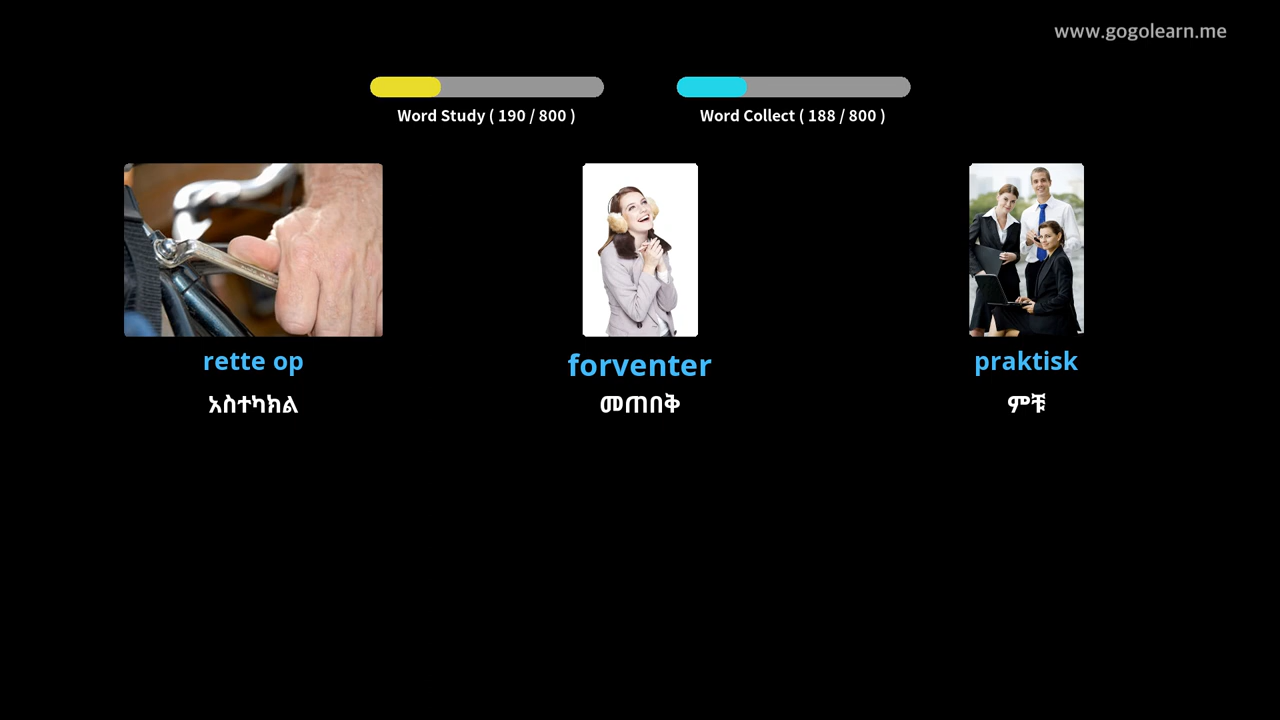 www.gogolearn.me
Word Study ( 190 / 800 )
Word Collect ( 188 / 800 )
rette op
forventer
praktisk
አስተካክል
መጠበቅ
ምቹ